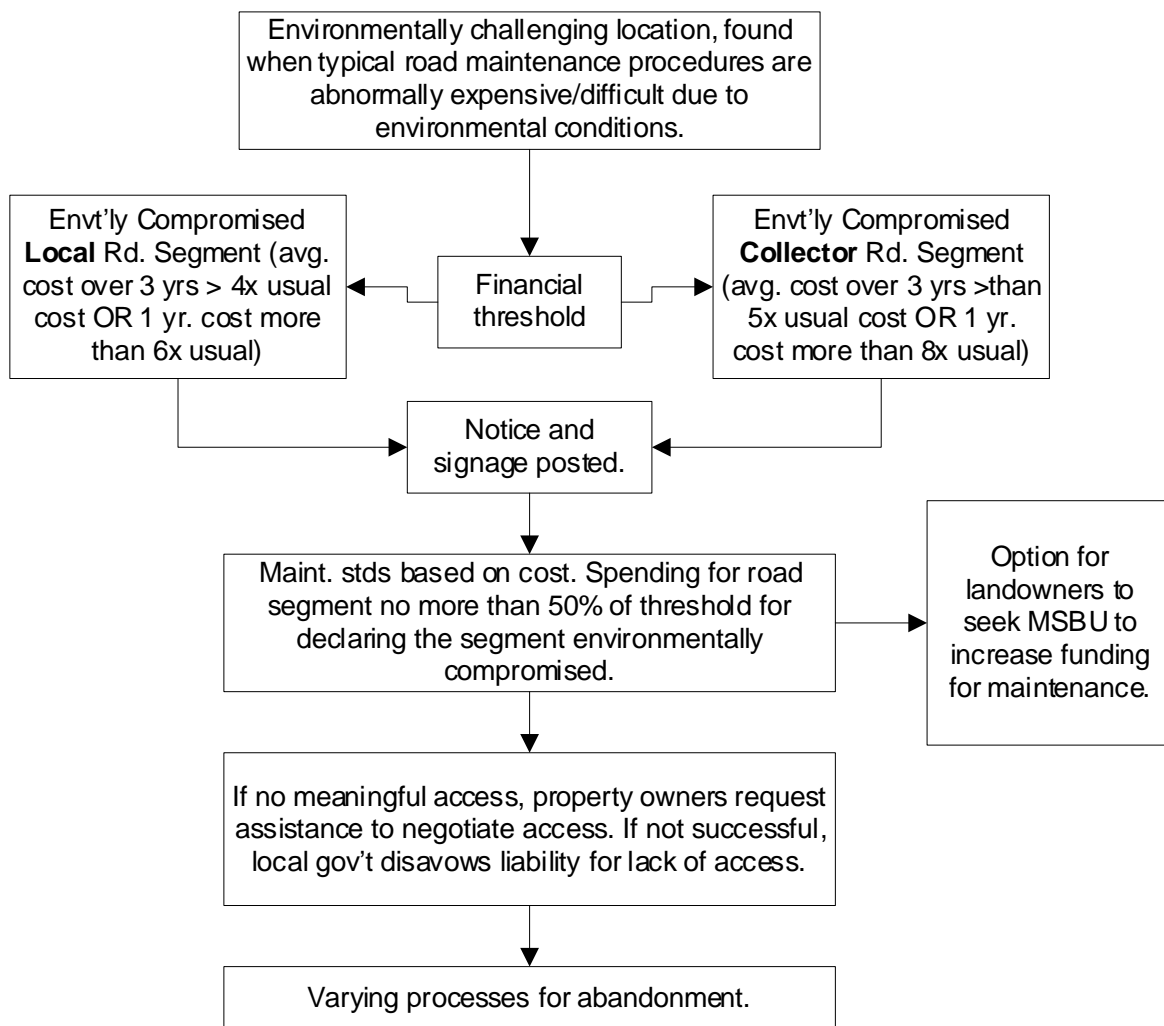 Environmentally challenging location, found
when typical road maintenance procedures are
abnormally expensive/difficult due to
environmental conditions.
Envt’ly Compromised
Local Rd. Segment (avg.
cost over 3 yrs > 4x usual
cost OR 1 yr. cost more
than 6x usual)
Financial
threshold
Envt’ly Compromised
Collector Rd. Segment
(avg. cost over 3 yrs >than
5x usual cost OR 1 yr.
cost more than 8x usual)
Notice and
signage posted.
Maint. stds based on cost. Spending for road
segment no more than 50% of threshold for
declaring the segment environmentally
compromised.
Option for
landowners to
seek MSBU to
increase funding
for maintenance.
If no meaningful access, property owners request
assistance to negotiate access. If not successful,
local gov’t disavows liability for lack of access.
Varying processes for abandonment.